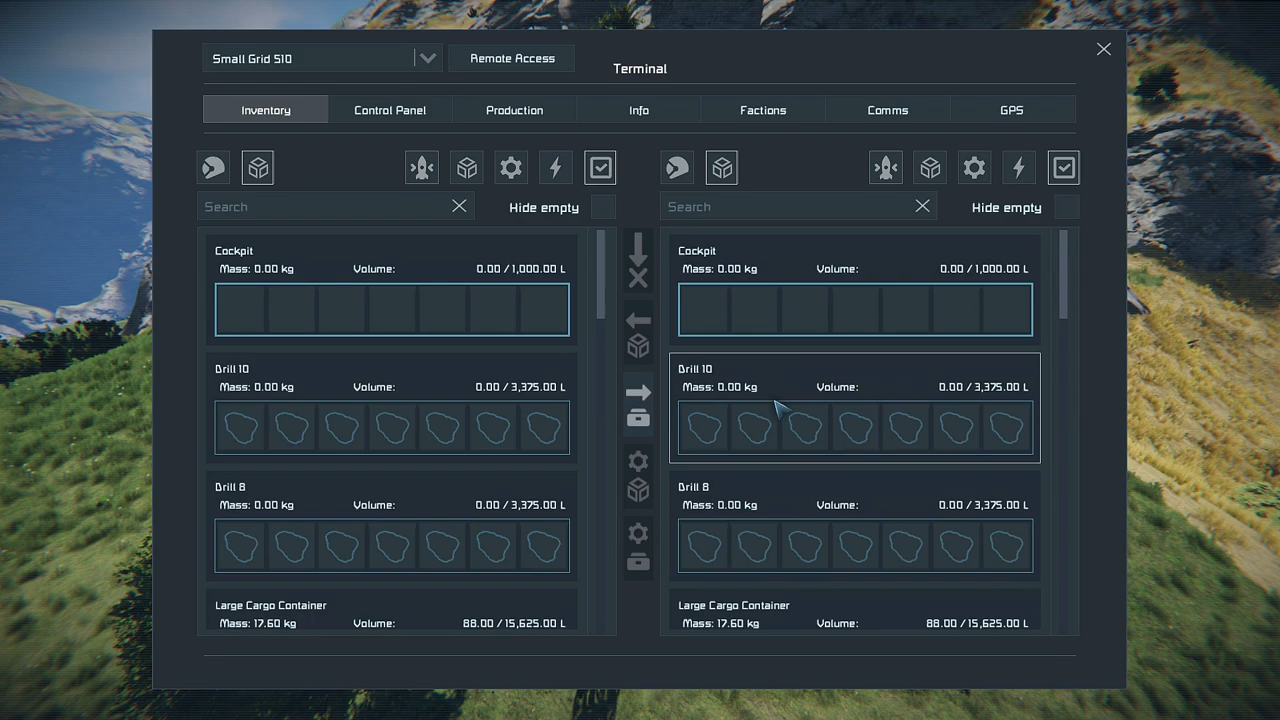 Small Grid 510
Remote Access
Terminal
Inventory
Control Panel
Production
Info
Factions
Comms
GPS
Search
Hide empty
Search
Hide empty
Cockpit
Mass: 0.00 kg Volume: 0.00 / 1,000.00 L
Drill 10
Mass: 0.00 kg Volume: 0.00 / 3,375.00 L
Drill 8
Mass: 0.00 kg Volume: 0.00 / 3,375.00 L
Large Cargo Container
Mass: 17.60 kg Volume: 88.00 / 15,625.00 L
Cockpit
Mass: 0.00 kg Volume: 0.00 / 1,000.00 L
Drill 10
Mass: 0.00 kg Volume: 0.00 / 3,375.00 L
Drill 8
Mass: 0.00 kg Volume: 0.00 / 3,375.00 L
Large Cargo Container
Mass: 17.60 kg Volume: 88.00 / 15,625.00 L